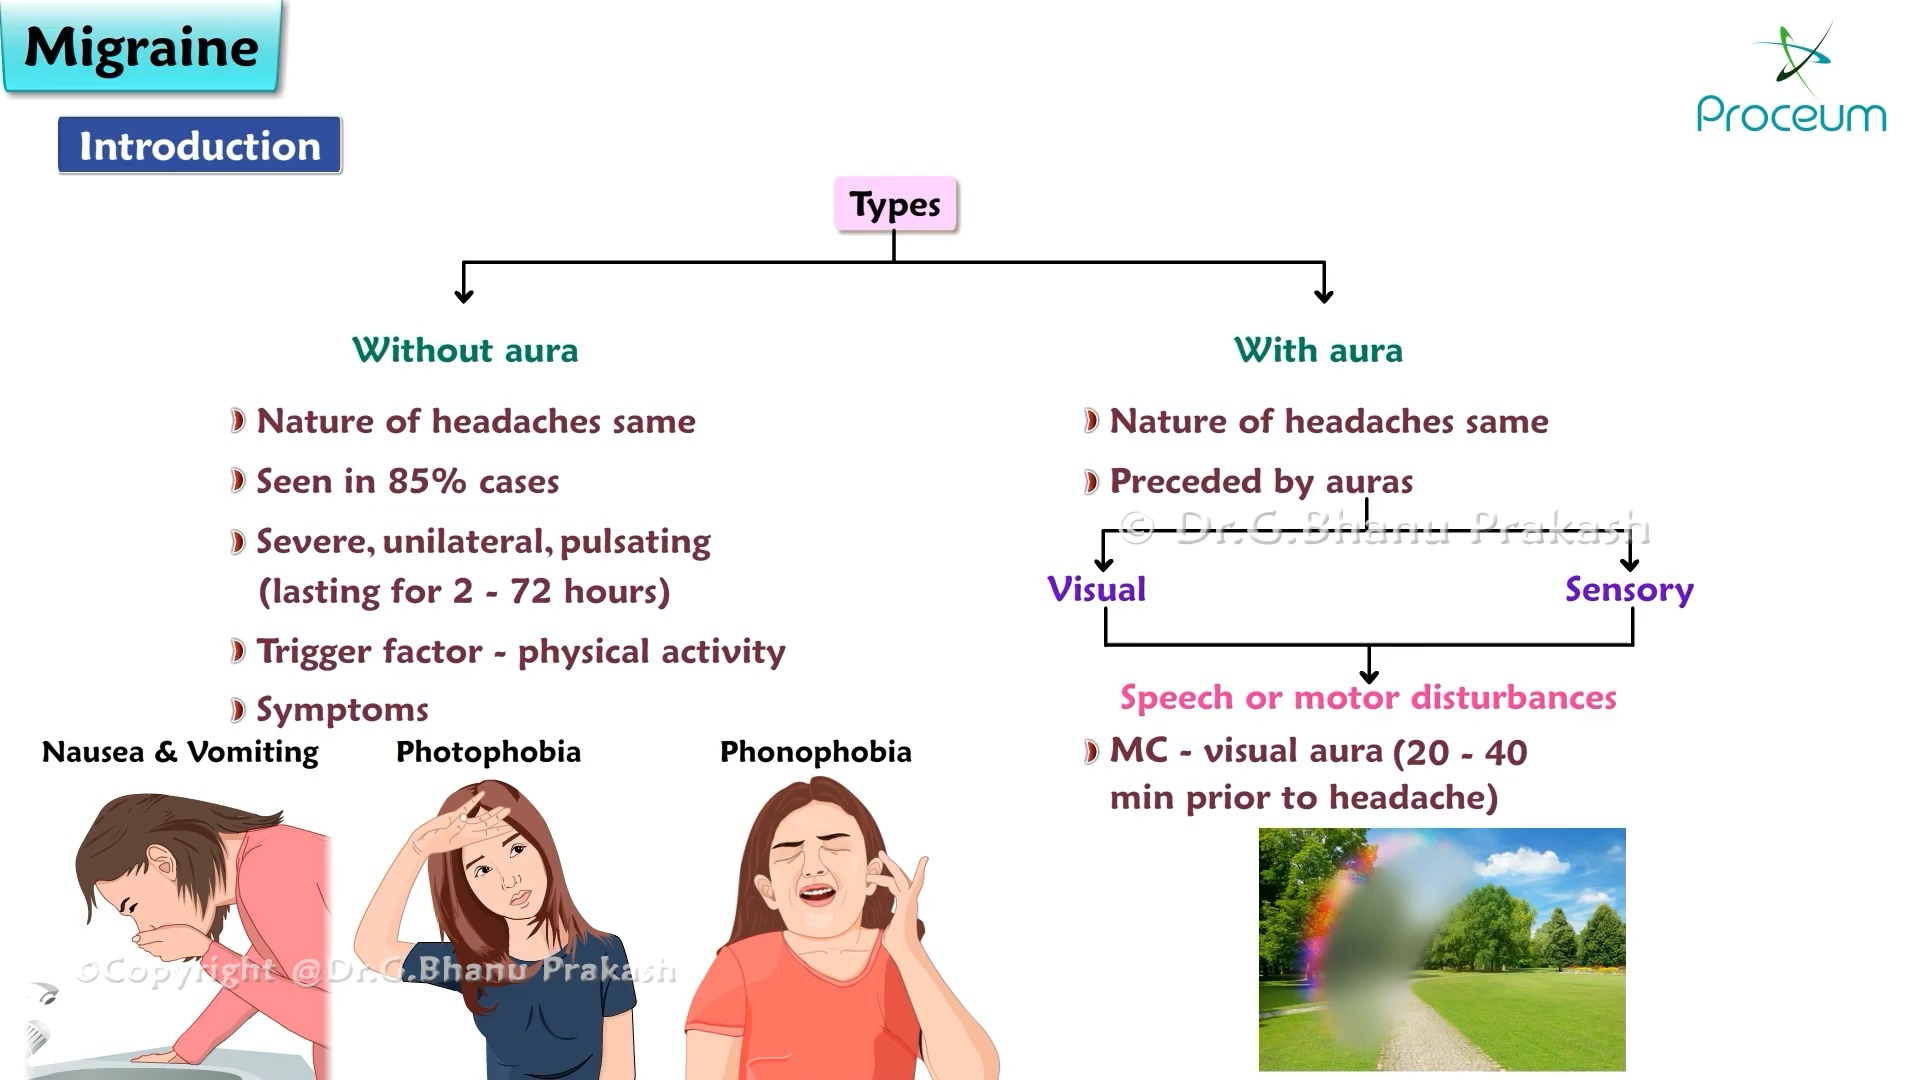 Migraine
Proceum
Introduction
Types
Without aura
Nature of headaches same
Seen in 85% cases
Severe, unilateral, pulsating
(lasting for 2 - 72 hours)
Trigger factor - physical activity
Symptoms
Nausea & Vomiting
Photophobia
Phonophobia
©Copyright @Dr.G.Bhanu Prakash
With aura
Nature of headaches same
Preceded by auras
© Dr.G.Bhanu Prakash
Visual
Sensory
Speech or motor disturbances
MC - visual aura (20 - 40
min prior to headache)